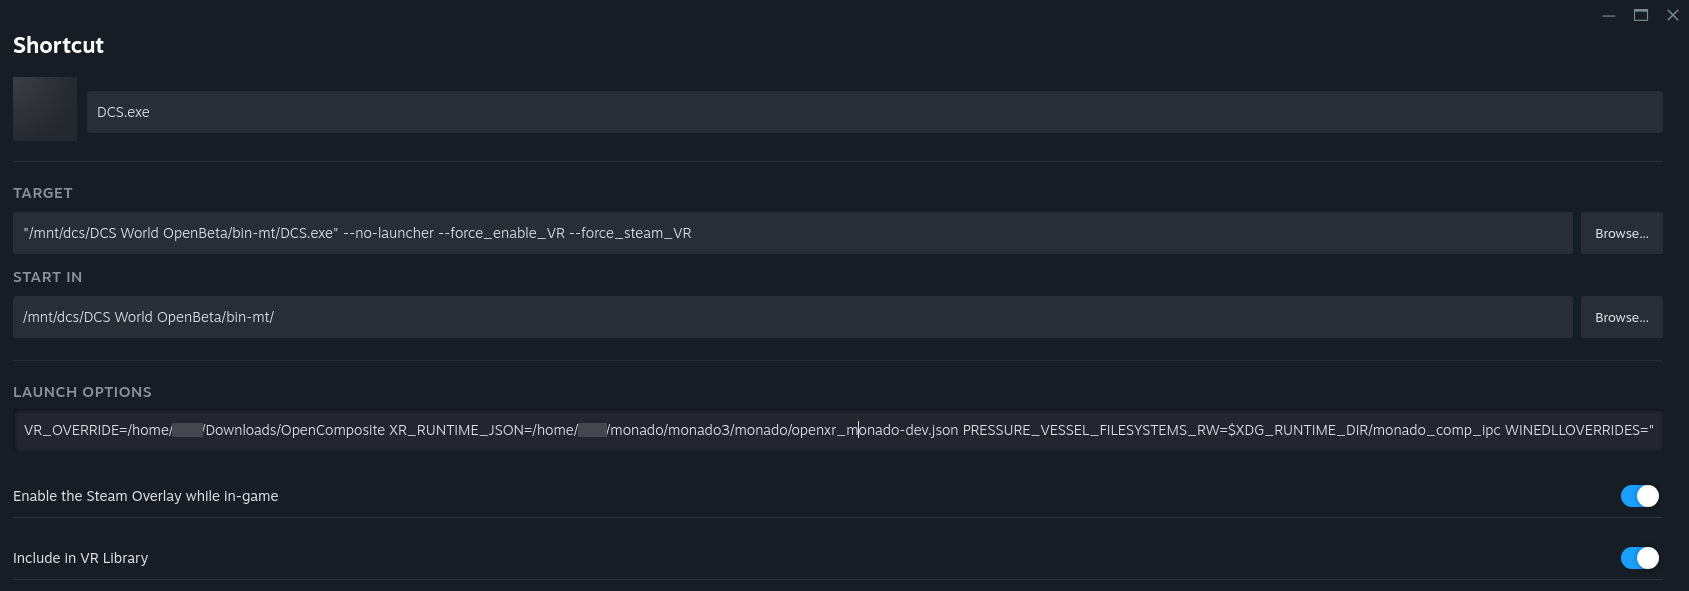 Shortcut
DCS.exe
TARGET
"/mnt/dcs/DCS World OpenBeta/bin-mt/DCS.exe" --no-launcher --force_enable_VR --force_steam_VR
Browse...
START IN
/mnt/dcs/DCS World OpenBeta/bin-mt/
Browse...
LAUNCH OPTIONS
VR_OVERRIDE=/home/ /Downloads/OpenComposite XR_RUNTIME_JSON=/home/ /monado/monado3/monado/openxr_monado-dev.json PRESSURE_VESSEL_FILESYSTEMS_RW=$XDG_RUNTIME_DIR/monado_comp_ipc WINEDLLOVERRIDES="
Enable the Steam Overlay while in-game
Include in VR Library